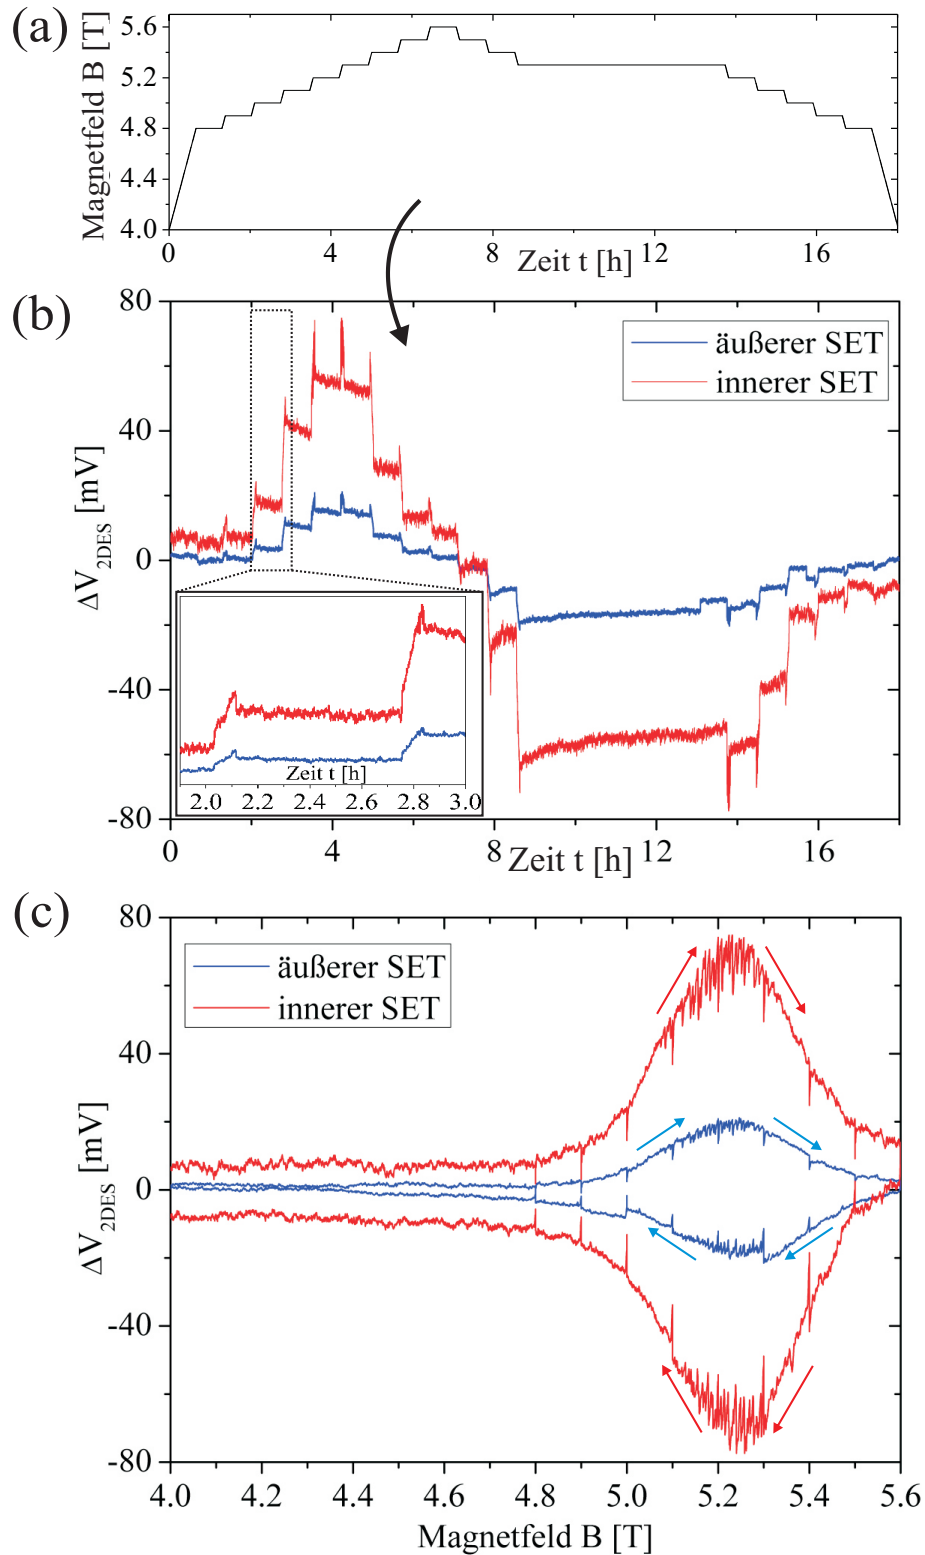 (a)
Magnetfeld B [T]
5.6
5.2
4.8
4.4
4.0
0 4 8 12 16
Zeit t [h]
(b)
ΔV2DES [mV]
80
40
0
-40
-80
äußerer SET
innerer SET
Zeit t [h]
2.0 2.2 2.4 2.6 2.8 3.0
0 4 8 12 16
Zeit t [h]
(c)
ΔV2DES [mV]
80
40
0
-40
-80
äußerer SET
innerer SET
4.0 4.2 4.4 4.6 4.8 5.0 5.2 5.4 5.6
Magnetfeld B [T]